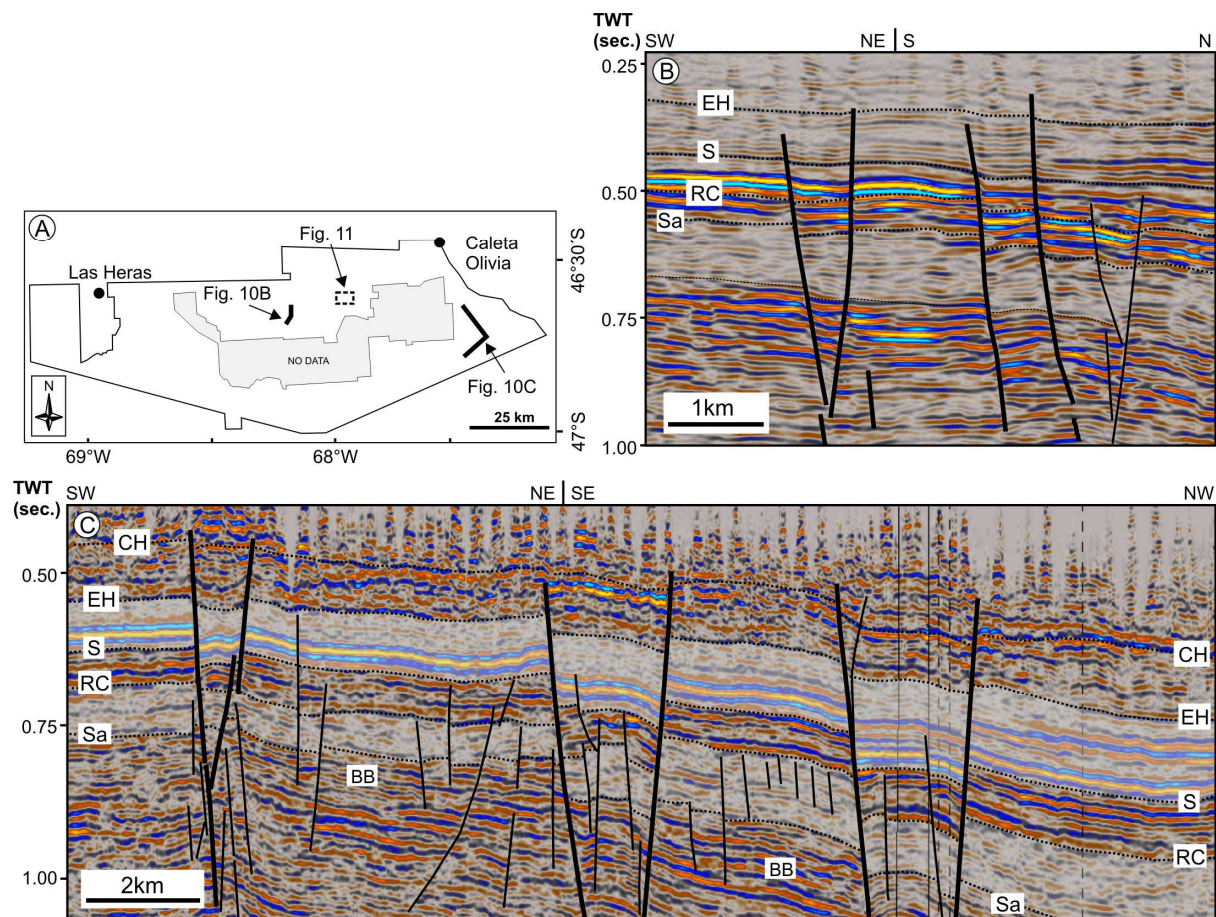 A
Las Heras
Fig. 11
Fig. 10B
Caleta
Olivia
NO DATA
Fig. 10C
N
25 km
46°30´S
47°S
69°W
68°W
TWT
(sec.)
SW
NE
S
N
B
0.25
EH
S
0.50
RC
Sa
0.75
1km
1.00
TWT
(sec.)
SW
NE
SE
NW
C
CH
0.50
EH
S
RC
0.75
Sa
BB
1.00
2km
BB
CH
EH
S
RC
Sa